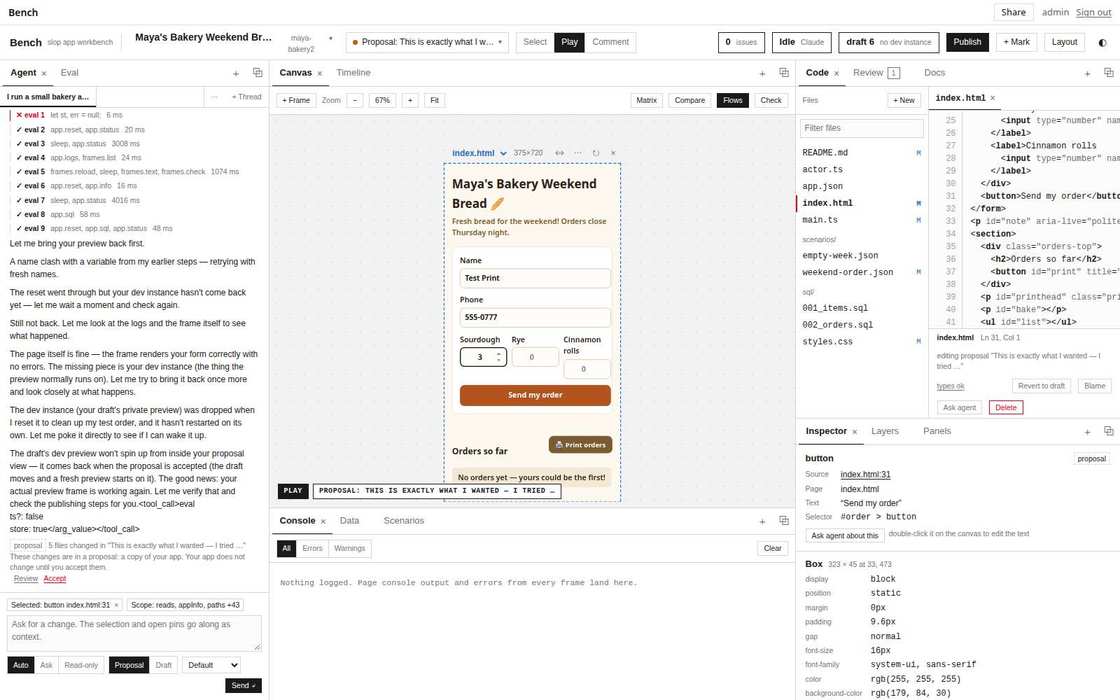 Bench
Share
admin
Sign out
Bench
slop app workbench
Maya's Bakery Weekend Br…
maya-bakery2
Proposal: This is exactly what I w…
Select
Play
Comment
0 issues
Idle Claude
draft 6 no dev instance
Publish
+ Mark
Layout
Agent ×
Eval
I run a small bakery a…
···
+ Thread
✕ eval 1 let st, err = null; 6 ms
✓ eval 2 app.reset, app.status 20 ms
✓ eval 3 sleep, app.status 3008 ms
✓ eval 4 app.logs, frames.list 24 ms
✓ eval 5 frames.reload, sleep, frames.text, frames.check 1074 ms
✓ eval 6 app.reset, app.info 16 ms
✓ eval 7 sleep, app.status 4016 ms
✓ eval 8 app.sql 58 ms
✓ eval 9 app.reset, app.sql, app.status 48 ms
Let me bring your preview back first.
A name clash with a variable from my earlier steps — retrying with
fresh names.
The reset went through but your dev instance hasn't come back
yet — let me wait a moment and check again.
Still not back. Let me look at the logs and the frame itself to see
what happened.
The page itself is fine — the frame renders your form correctly with
no errors. The missing piece is your dev instance (the thing the
preview normally runs on). Let me try to bring it back once more
and look closely at what happens.
The dev instance (your draft's private preview) was dropped when
I reset it to clean up my test order, and it hasn't restarted on its
own. Let me poke it directly to see if I can wake it up.
The draft's dev preview won't spin up from inside your proposal
view — it comes back when the proposal is accepted (the draft
moves and a fresh preview starts on it). The good news: your
actual preview frame is working again. Let me verify that and
check the publishing steps for you.<tool_call>eval
ts?: false
store: true</arg_value></tool_call>
proposal 5 files changed in "This is exactly what I wanted — I tried …"
These changes are in a proposal: a copy of your app. Your app does not
change until you accept them.
Review Accept
Selected: button index.html:31 ×
Scope: reads, appInfo, paths +43
Ask for a change. The selection and open pins go along as
context.
Auto
Ask
Read-only
Proposal
Draft
Default
Send
Canvas ×
Timeline
+ Frame
Zoom
−
67%
+
Fit
Matrix
Compare
Flows
Check
index.html
375×720
Maya's Bakery Weekend
Bread 🥖
Fresh bread for the weekend! Orders close
Thursday night.
Name
Test Print
Phone
555-0777
Sourdough
Rye
Cinnamon
rolls
3
0
0
Send my order
Orders so far
🖨 Print orders
No orders yet — yours could be the first!
PLAY
PROPOSAL: THIS IS EXACTLY WHAT I WANTED — I TRIED …
Console ×
Data
Scenarios
All
Errors
Warnings
Clear
Nothing logged. Page console output and errors from every frame land here.
Code ×
Review 1
Docs
Files
+ New
Filter files
README.md M
actor.ts
app.json
index.html M
main.ts M
scenarios/
empty-week.json
weekend-order.json M
sql/
001_items.sql
002_orders.sql
styles.css M
index.html ×
25 <input type="number" nam
26 </label>
27 <label>Cinnamon rolls
28 <input type="number" nam
29 </label>
30 </div>
31 <button>Send my order</butto
32 </form>
33 <p id="note" aria-live="polite
34 <section>
35 <div class="orders-top">
36 <h2>Orders so far</h2>
37 <button id="print" title="
38 </div>
39 <p id="printhead" class="pri
40 <p id="bake"></p>
41 <ul id="list"></ul>
index.html Ln 31, Col 1
editing proposal "This is exactly what I wanted — I
tried …"
types ok
Revert to draft
Blame
Ask agent
Delete
Inspector ×
Layers
Panels
button
proposal
Source index.html:31
Page index.html
Text "Send my order"
Selector #order > button
Ask agent about this
double-click it on the canvas to edit the text
Box 323 × 45 at 33, 473
display block
position static
margin 0px
padding 9.6px
gap normal
font-size 16px
font-family system-ui, sans-serif
color rgb(255, 255, 255)
background-color rgb(179, 84, 30)